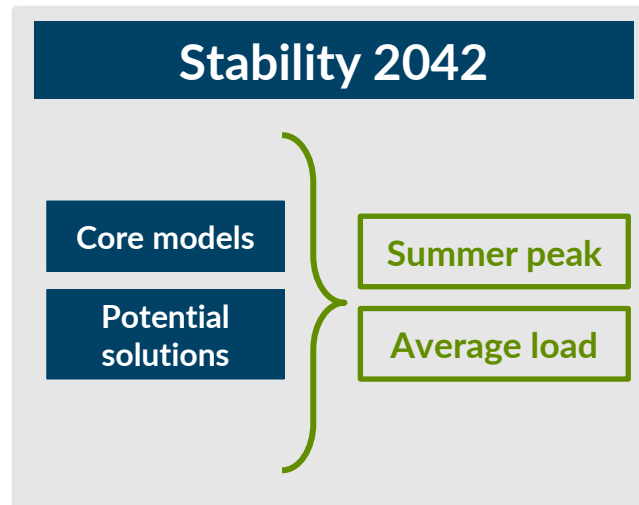 Stability 2042
Core models
Potential
solutions
Summer peak
Average load